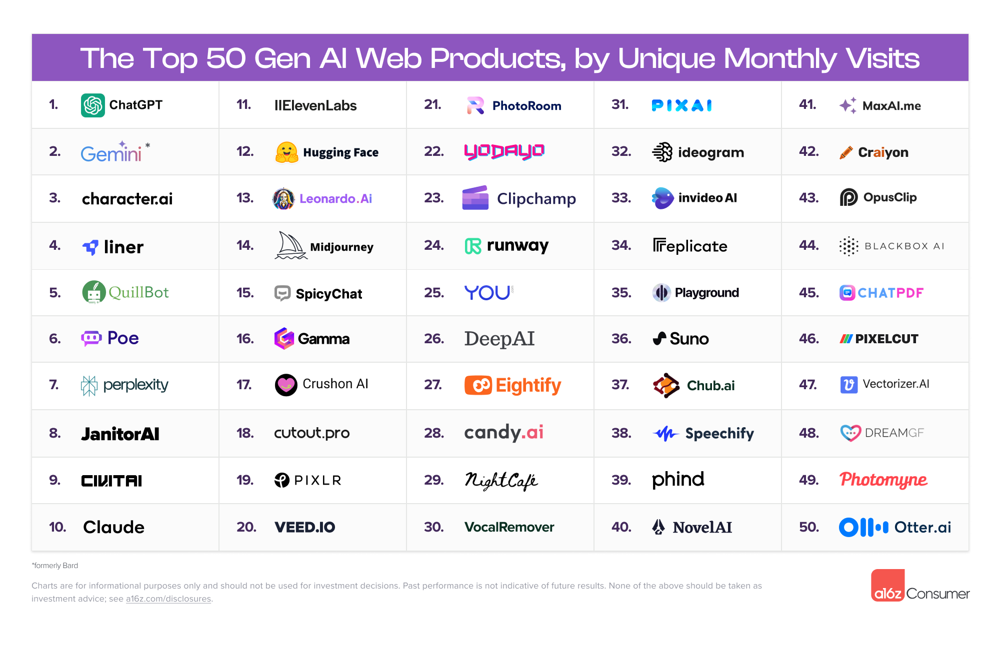 The Top 50 Gen AI Web Products, by Unique Monthly Visits
1. ChatGPT
2. Gemini*
3. character.ai
4. liner
5. QuillBot
6. Poe
7. perplexity
8. JanitorAI
9. CIVITAI
10. Claude
11. IIElevenLabs
12. Hugging Face
13. Leonardo.Ai
14. Midjourney
15. SpicyChat
16. Gamma
17. Crushon AI
18. cutout.pro
19. PIXLR
20. VEED.IO
21. PhotoRoom
22. YODAYO
23. Clipchamp
24. runway
25. YOU.com
26. DeepAI
27. Eightify
28. candy.ai
29. NightCafé
30. VocalRemover
31. PIXAI
32. ideogram
33. invideo AI
34. replicate
35. Playground
36. Suno
37. Chub.ai
38. Speechify
39. phind
40. NovelAI
41. MaxAI.me
42. Craiyon
43. OpusClip
44. BLACKBOX AI
45. CHATPDF
46. PIXELCUT
47. Vectorizer.AI
48. DREAMGF
49. Photomyne
50. Otter.ai
*formerly Bard
Charts are for informational purposes only and should not be used for investment decisions. Past performance is not indicative of future results. None of the above should be taken as
investment advice; see a16z.com/disclosures.
a16z Consumer